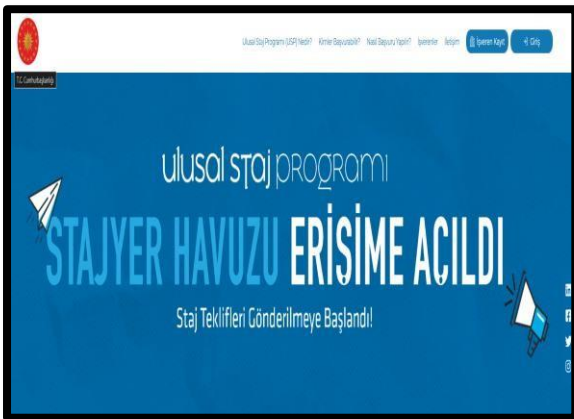 Ulusal Staj Programı (USP) Nedir? Kimler Başvurabilir? Nasıl Başvuru Yapılır? İşverenler İletişim İşveren Kayıt Giriş
T.C. Cumhurbaşkanlığı
ulusal staj programı
STAJYER HAVUZU ERİŞİME AÇILDI
Staj Teklifleri Gönderilmeye Başlandı!